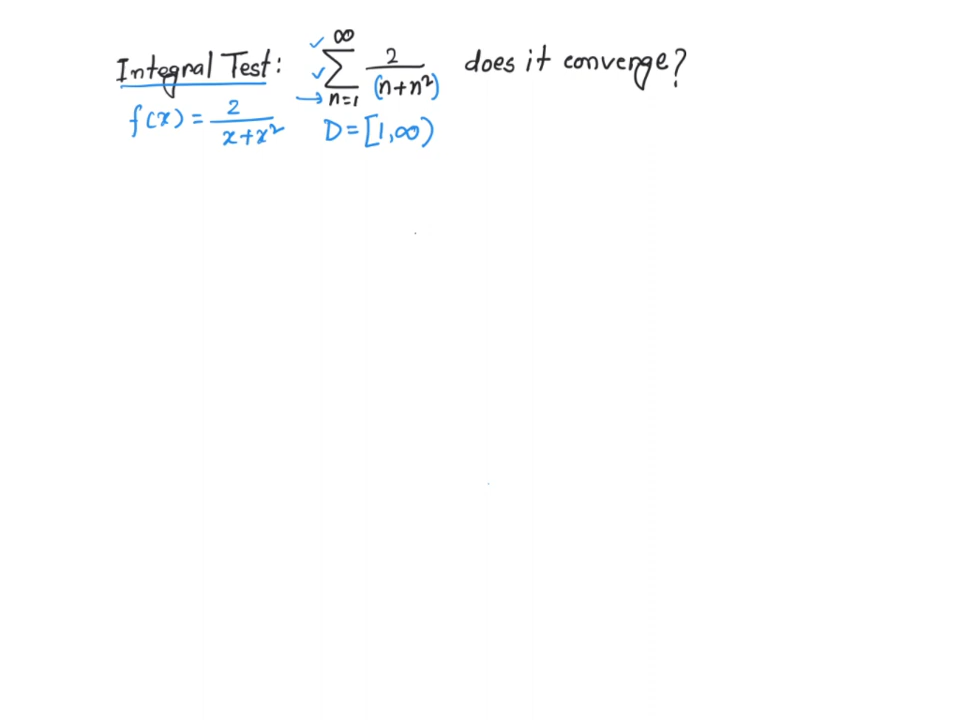 Integral Test: ∞ ∑ n=1 2/(n+n²) does it converge?
f(x) = 2/x+x² D=[1,∞)